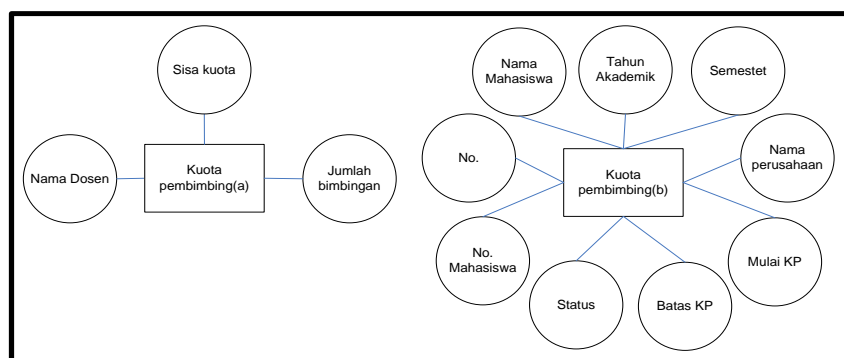 Sisa kuota
Nama Dosen
Kuota
pembimbing(a)
Jumlah
bimbingan
Nama
Mahasiswa
Tahun
Akademik
Semestet
No.
Kuota
pembimbing(b)
Nama
perusahaan
No.
Mahasiswa
Status
Batas KP
Mulai KP